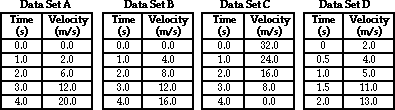 Data Set A Data Set B Data Set C Data Set D
Time (s) Velocity (m/s) Time (s) Velocity (m/s) Time (s) Velocity (m/s) Time (s) Velocity (m/s)
0.0 0.0 0.0 0.0 0.0 32.0 0 2.0
1.0 2.0 1.0 4.0 1.0 24.0 0.5 4.0
2.0 6.0 2.0 8.0 2.0 16.0 1.0 5.0
3.0 12.0 3.0 12.0 3.0 8.0 1.5 11.0
4.0 20.0 4.0 16.0 4.0 0.0 2.0 13.0